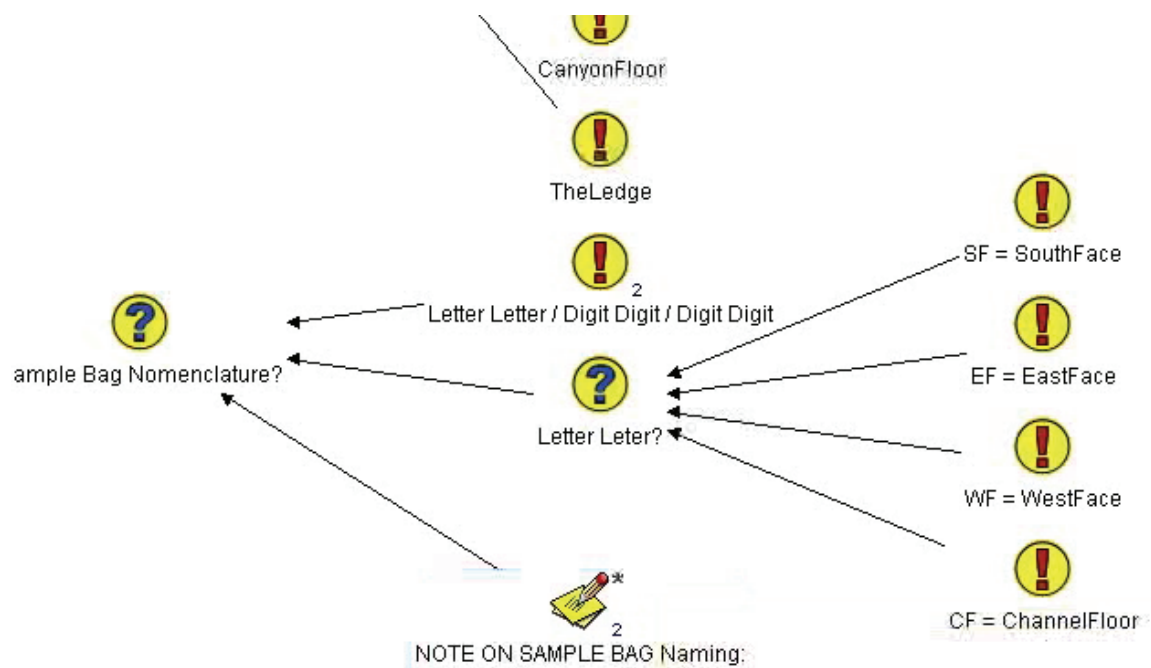 CanyonFloor
TheLedge
SF = SouthFace
2
Letter Letter / Digit Digit / Digit Digit
ample Bag Nomenclature?
EF = EastFace
Letter Leter?
WF = WestFace
CF = ChannelFloor
*
2
NOTE ON SAMPLE BAG Naming: